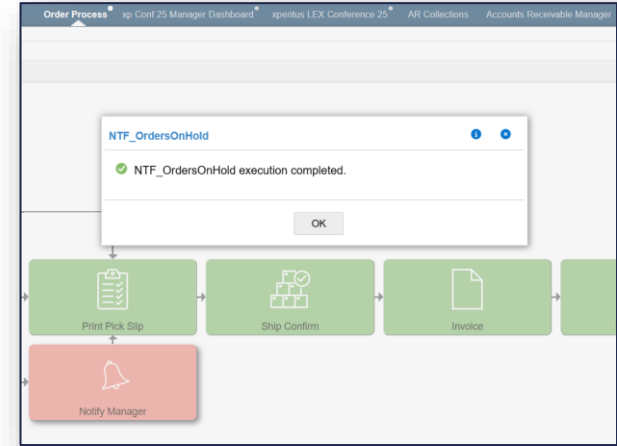 Order Process xp Conf 25 Manager Dashboard xperitus LEX Conference 25 AR Collections Accounts Receivable Manager
NTF_OrdersOnHold
NTF_OrdersOnHold execution completed.
OK
Print Pick Slip Ship Confirm Invoice
Notify Manager